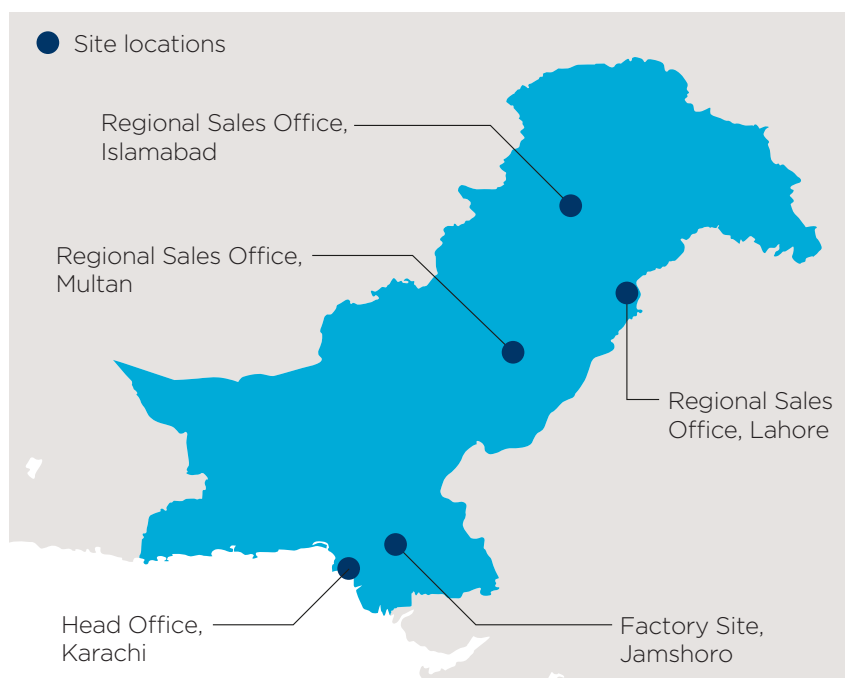 Site locations
Regional Sales Office,
Islamabad
Regional Sales Office,
Multan
Regional Sales
Office, Lahore
Head Office,
Karachi
Factory Site,
Jamshoro